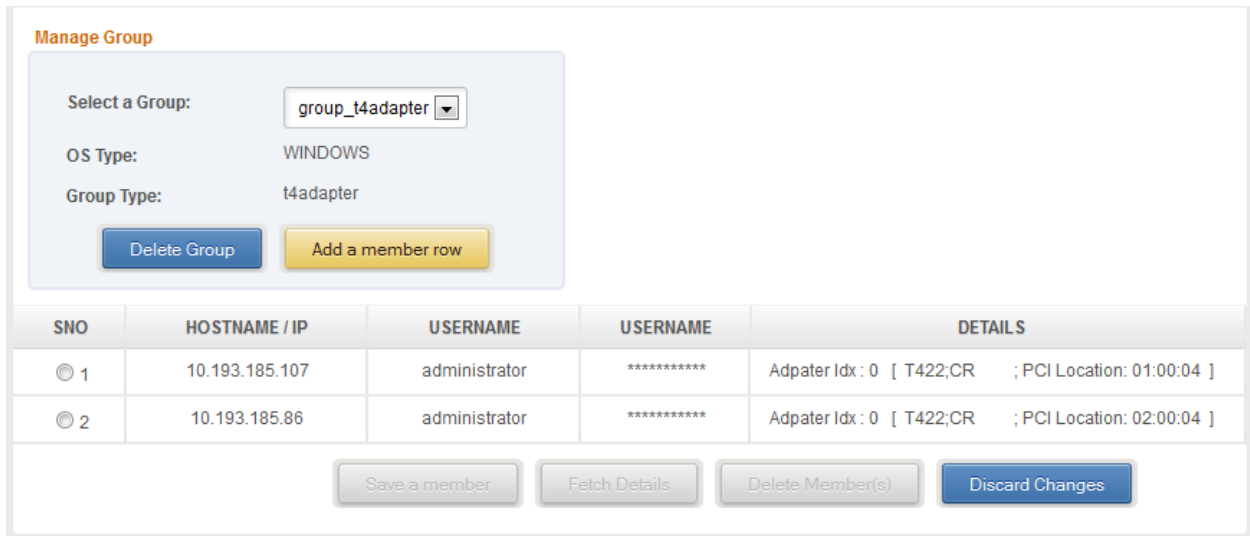 Manage Group
Select a Group: group_t4adapter
OS Type: WINDOWS
Group Type: t4adapter
Delete Group Add a member row
SNO HOSTNAME / IP USERNAME USERNAME DETAILS
1 10.193.185.107 administrator *********** Adpater Idx : 0 [ T422;CR ; PCI Location: 01:00:04 ]
2 10.193.185.86 administrator *********** Adpater Idx : 0 [ T422;CR ; PCI Location: 02:00:04 ]
Save a member Fetch Details Delete Member(s) Discard Changes